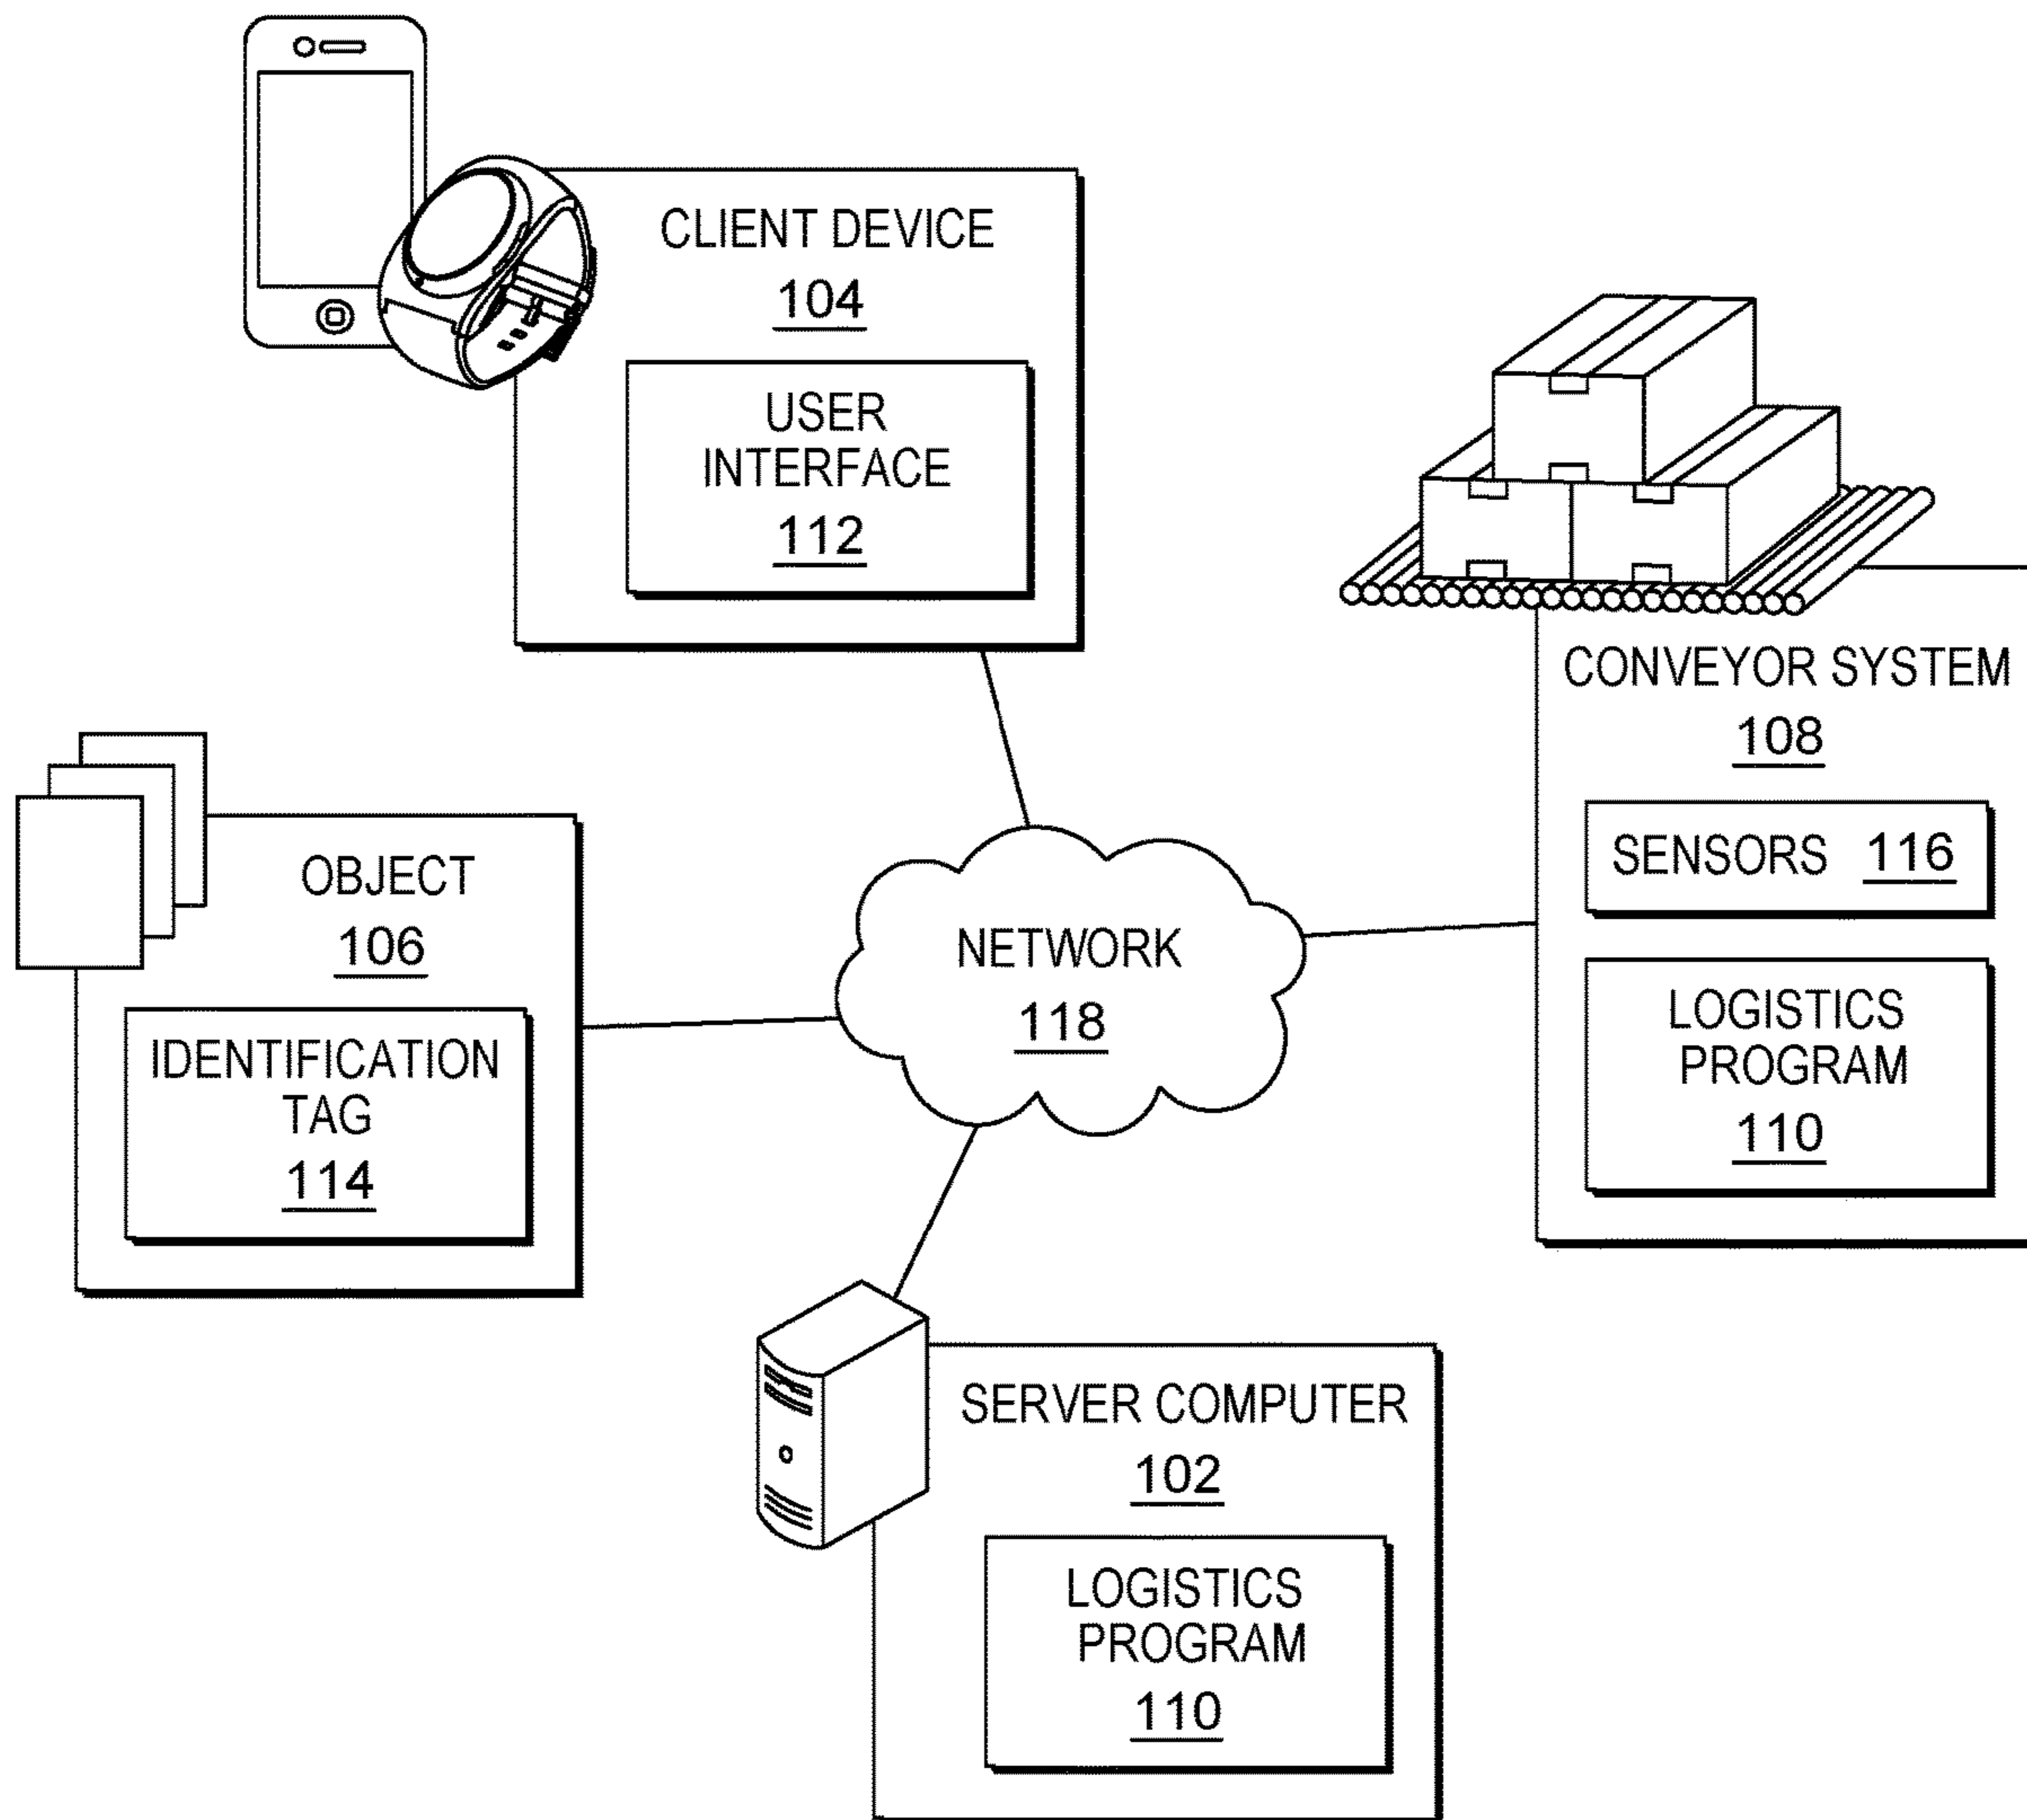 CLIENT DEVICE
104
USER
INTERFACE
112
CONVEYOR SYSTEM
108
SENSORS 116
LOGISTICS
PROGRAM
110
OBJECT
106
IDENTIFICATION
TAG
114
NETWORK
118
SERVER COMPUTER
102
LOGISTICS
PROGRAM
110